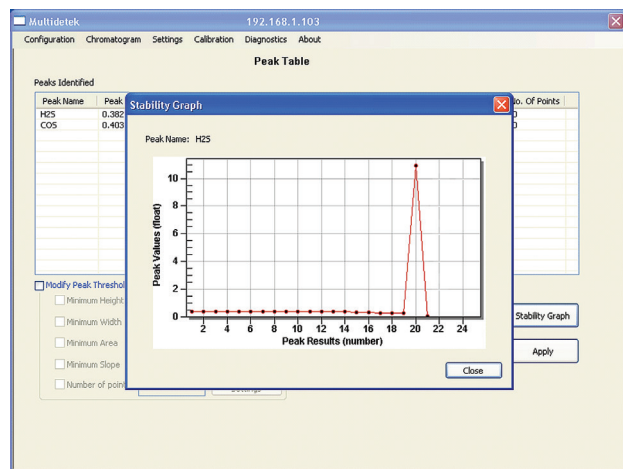 Multidetek 192.168.1.103
Configuration Chromatogram Settings Calibration Diagnostics About
Peak Table
Peaks Identified
Peak Name Peak No. Of Points
H2S 0.382
COS 0.403
Stability Graph
Peak Name: H2S
Peak Values (float)
10
8
6
4
2
0
2 4 6 8 10 12 14 16 18 20 22 24
Peak Results (number)
Close
Modify Peak Threshol
Minimum Height
Minimum Width
Minimum Area
Minimum Slope
Number of point
Stability Graph
Apply